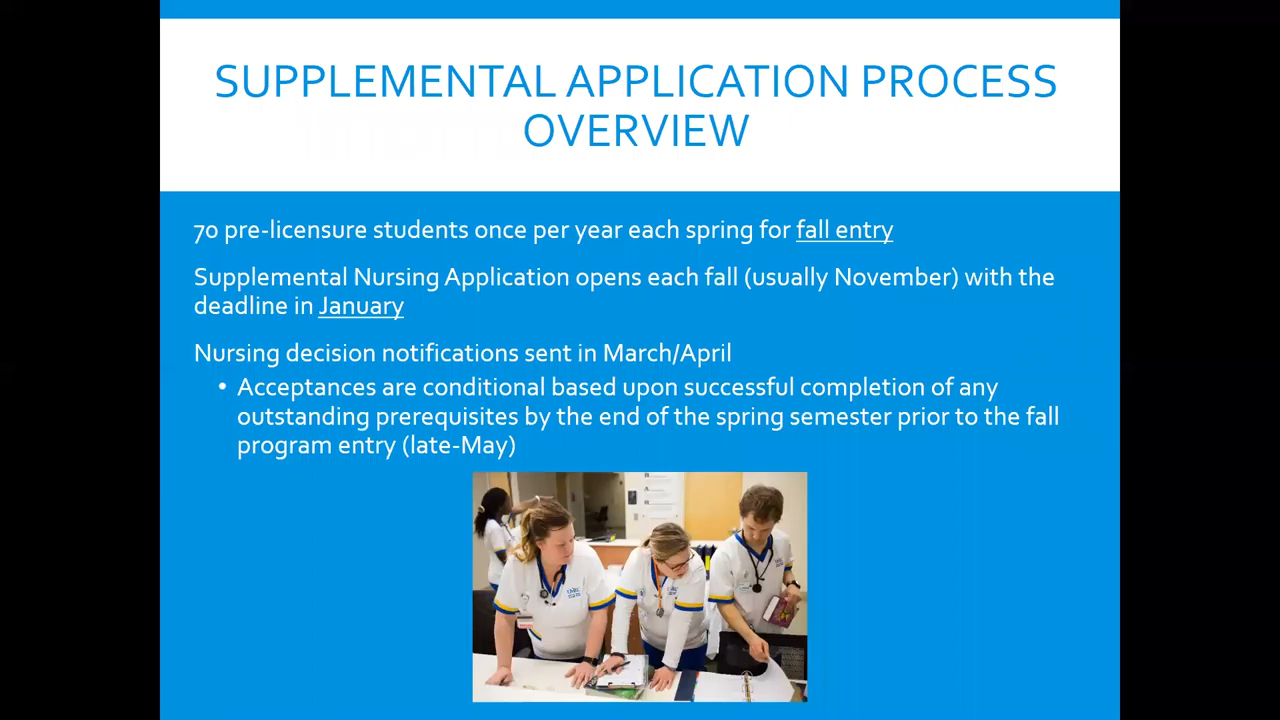 SUPPLEMENTAL APPLICATION PROCESS
OVERVIEW
70 pre-licensure students once per year each spring for fall entry
Supplemental Nursing Application opens each fall (usually November) with the
deadline in January
Nursing decision notifications sent in March/April
• Acceptances are conditional based upon successful completion of any
outstanding prerequisites by the end of the spring semester prior to the fall
program entry (late-May)